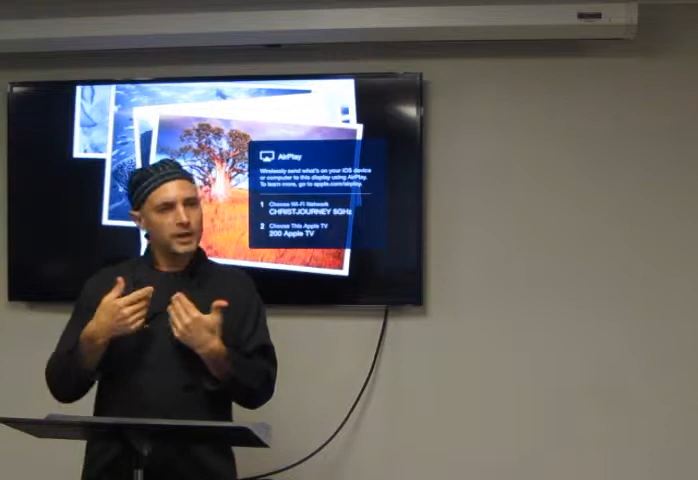 AirPlay
Wirelessly send what's on your iOS device
or computer to this display using AirPlay.
To learn more, go to apple.com/airplay.
1 Choose Wi-Fi Network
CHRISTJOURNEY 5GHz
2 Choose This Apple TV
200 Apple TV